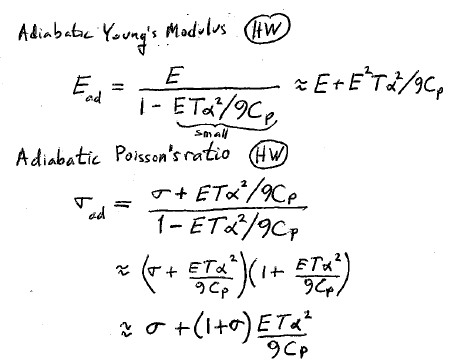 Adiabatic Young's Modulus (HW)
E_ad = E / (1 - ETα²/9C_p) ≈ E + E²Tα²/9C_p
small
Adiabatic Poisson's ratio (HW)
σ_ad = (σ + ETα²/9C_p) / (1 - ETα²/9C_p)
≈ (σ + ETα²/9C_p)(1 + ETα²/9C_p)
≈ σ + (1+σ) ETα²/9C_p